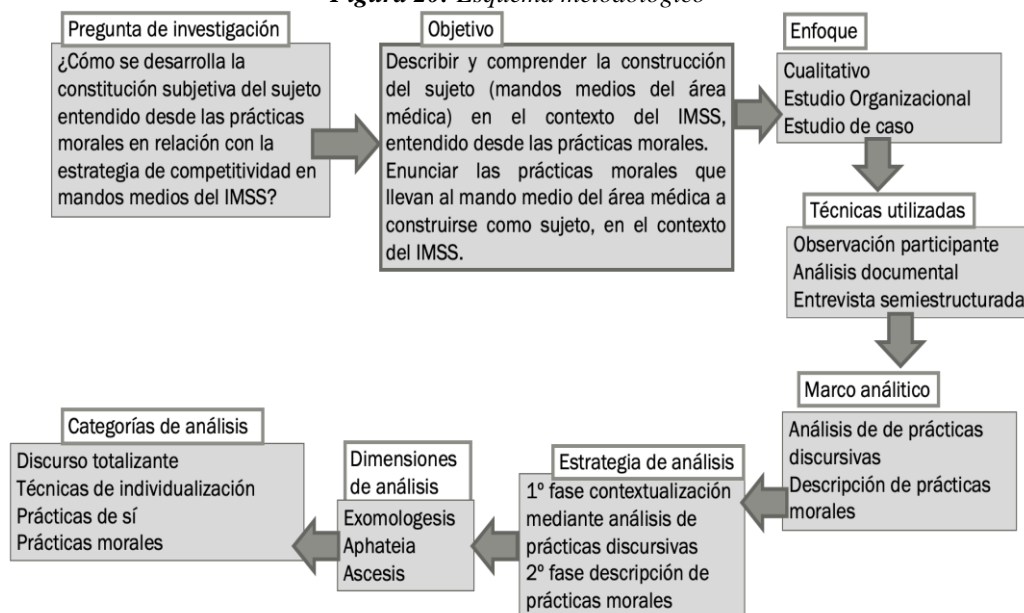 Figura 20. Esquema metodológico
Pregunta de investigación
¿Cómo se desarrolla la
constitución subjetiva del sujeto
entendido desde las prácticas
morales en relación con la
estrategia de competitividad en
mandos medios del IMSS?
Objetivo
Describir y comprender la construcción
del sujeto (mandos medios del área
médica) en el contexto del IMSS,
entendido desde las prácticas morales.
Enunciar las prácticas morales que
llevan al mando medio del área médica a
construirse como sujeto, en el contexto
del IMSS.
Enfoque
Cualitativo
Estudio Organizacional
Estudio de caso
Técnicas utilizadas
Observación participante
Análisis documental
Entrevista semiestructurada
Marco análitico
Análisis de de prácticas
discursivas
Descripción de prácticas
morales
Estrategia de análisis
1º fase contextualización
mediante análisis de
prácticas discursivas
2º fase descripción de
prácticas morales
Dimensiones
de análisis
Exomologesis
Aphateia
Ascesis
Categorías de análisis
Discurso totalizante
Técnicas de individualización
Prácticas de sí
Prácticas morales